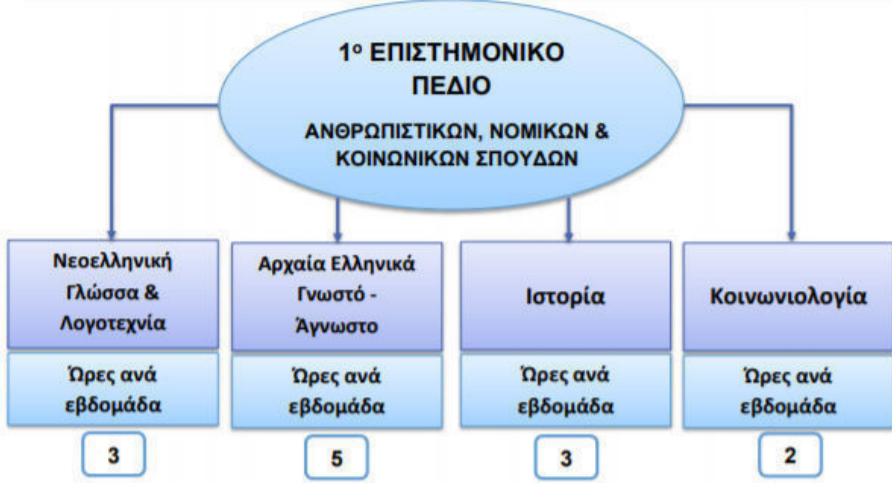 1ο ΕΠΙΣΤΗΜΟΝΙΚΟ
ΠΕΔΙΟ
ΑΝΘΡΩΠΙΣΤΙΚΩΝ, ΝΟΜΙΚΩΝ &
ΚΟΙΝΩΝΙΚΩΝ ΣΠΟΥΔΩΝ
Νεοελληνική
Γλώσσα &
Λογοτεχνία
Ώρες ανά
εβδομάδα
3
Αρχαία Ελληνικά
Γνωστό -
Άγνωστο
Ώρες ανά
εβδομάδα
5
Ιστορία
Ώρες ανά
εβδομάδα
3
Κοινωνιολογία
Ώρες ανά
εβδομάδα
2